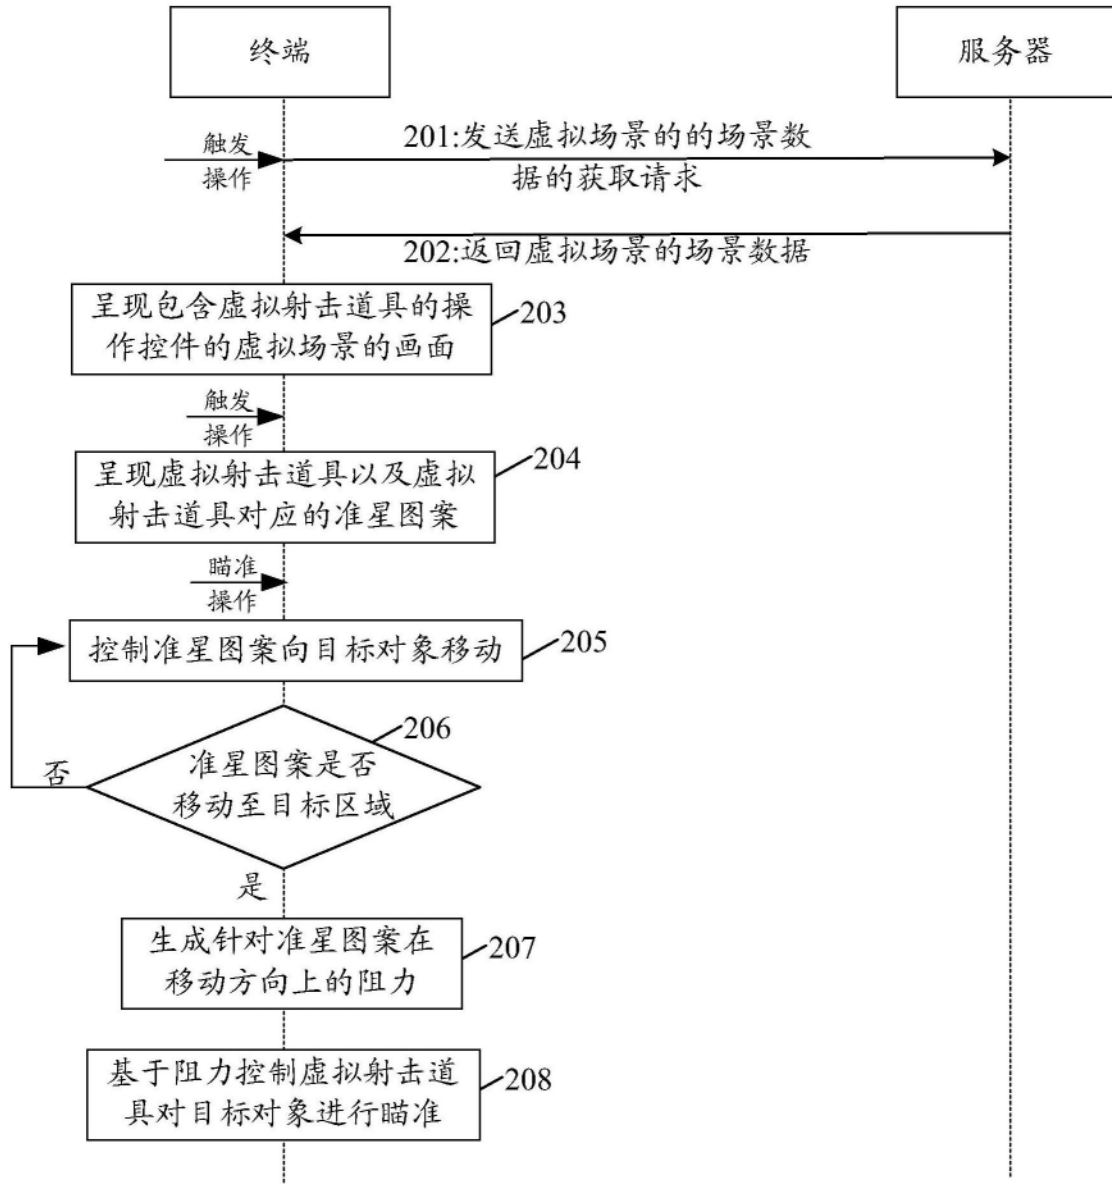 终端
服务器
触发
操作
201:发送虚拟场景的的场景数
据的获取请求
202:返回虚拟场景的场景数据
呈现包含虚拟射击道具的操
作控件的虚拟场景的画面
203
触发
操作
呈现虚拟射击道具以及虚拟
射击道具对应的准星图案
204
瞄准
操作
控制准星图案向目标对象移动
205
206
准星图案是否
移动至目标区域
否
是
生成针对准星图案在
移动方向上的阻力
207
基于阻力控制虚拟射击道
具对目标对象进行瞄准
208